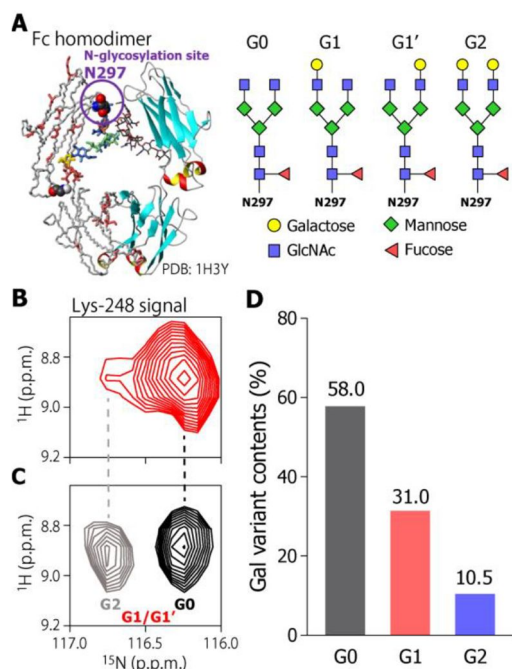 A
Fc homodimer
N-glycosylation site
N297
PDB: 1H3Y
G0 G1 G1′ G2
N297 N297 N297 N297
Galactose Mannose
GlcNAc Fucose
B
Lys-248 signal
¹H (p.p.m.)
8.8
9.0
9.2
C
¹H (p.p.m.)
8.8
9.0
9.2
G2 G0
G1/G1′
117.0 116.5 116.0
¹⁵N (p.p.m.)
D
Gal variant contents (%)
80
60
40
20
0
58.0
31.0
10.5
G0 G1 G2